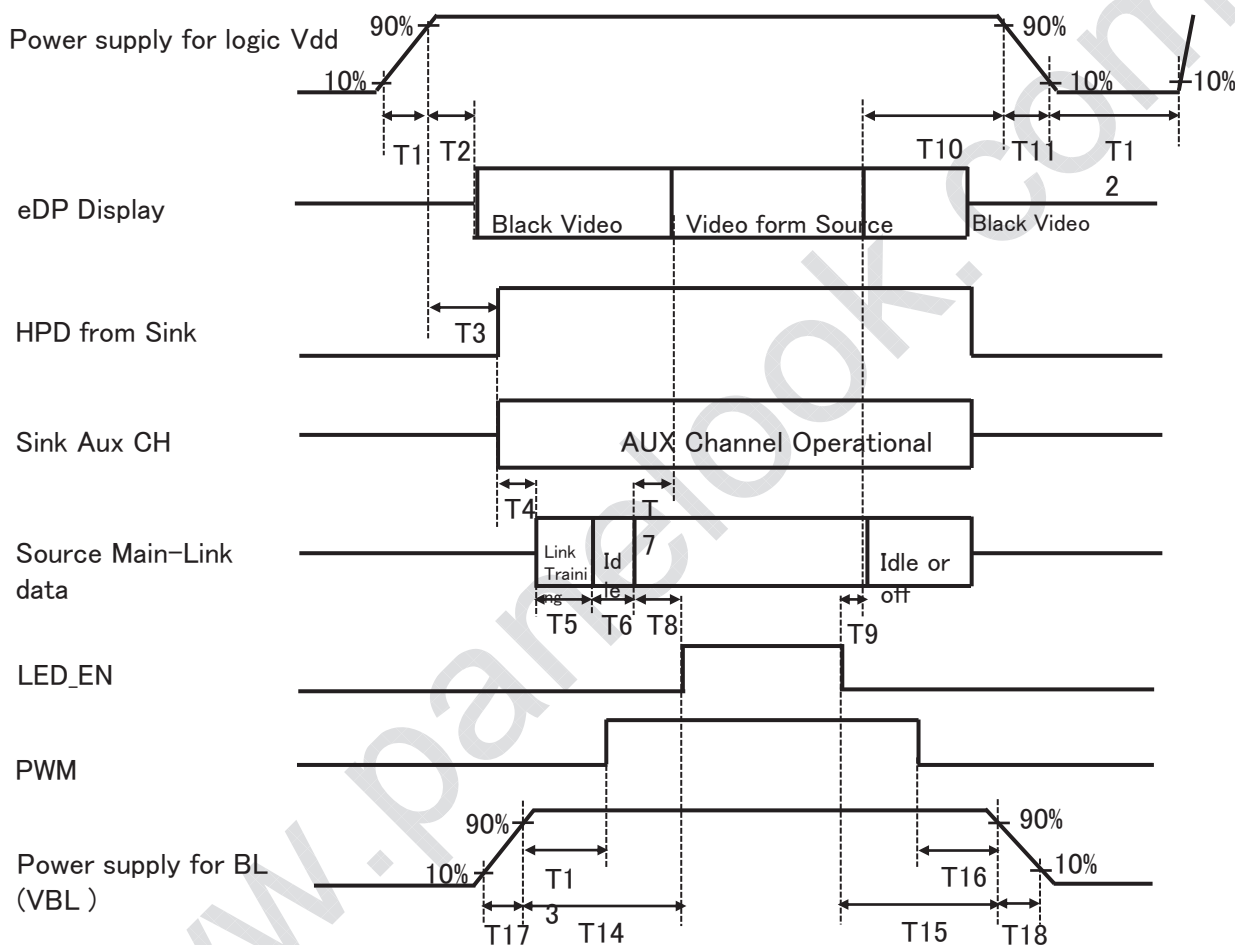 Power supply for logic Vdd
90%
90%
10%
10%
10%
T1
T2
T10
T11
T1
2
eDP Display
Black Video
Video form Source
Black Video
HPD from Sink
T3
Sink Aux CH
AUX Channel Operational
T4
T
7
Source Main-Link
data
Link
Traini
ng
Id
le
Idle or
off
T5
T6
T8
T9
LED_EN
PWM
90%
90%
Power supply for BL
(VBL )
10%
10%
T1
3
T16
T17
T14
T15
T18
www.panelook.com